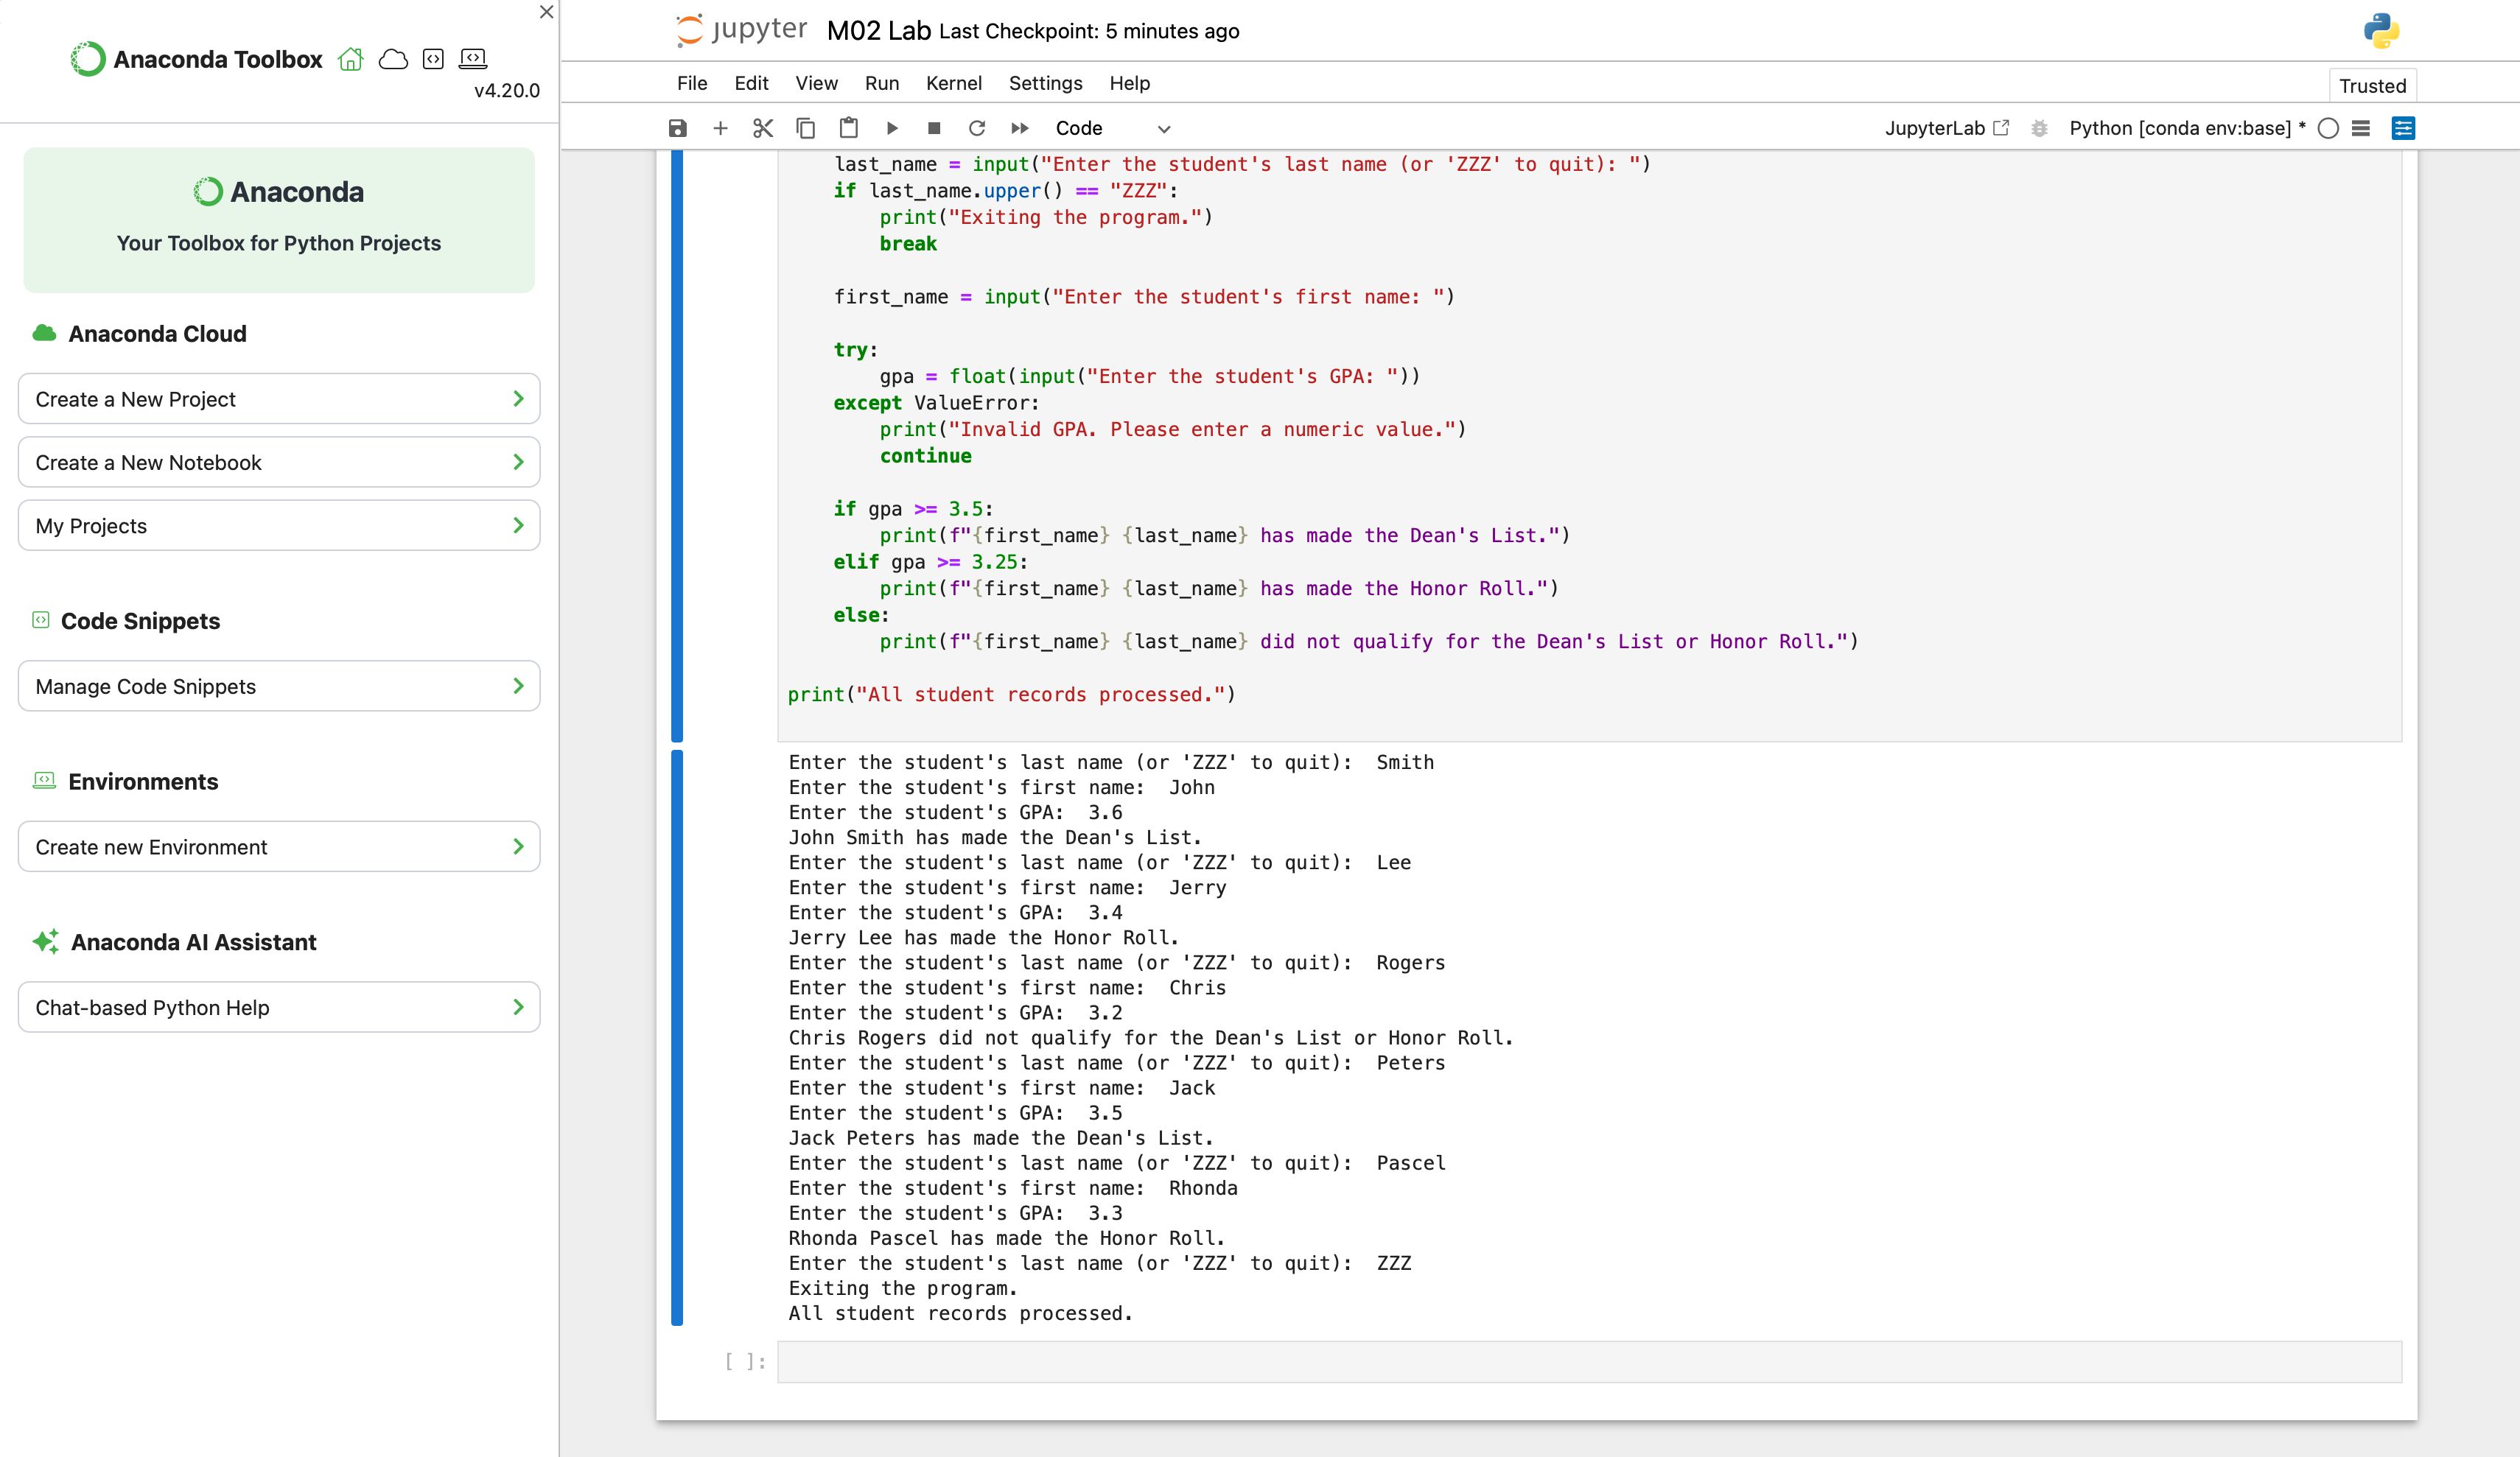 Anaconda Toolbox
v4.20.0
Anaconda
Your Toolbox for Python Projects
Anaconda Cloud
Create a New Project
Create a New Notebook
My Projects
Code Snippets
Manage Code Snippets
Environments
Create new Environment
Anaconda AI Assistant
Chat-based Python Help
jupyter M02 Lab Last Checkpoint: 5 minutes ago
File Edit View Run Kernel Settings Help
Trusted
Code
JupyterLab
Python [conda env:base] *
last_name = input("Enter the student's last name (or 'ZZZ' to quit): ")
if last_name.upper() == "ZZZ":
print("Exiting the program.")
break
first_name = input("Enter the student's first name: ")
try:
gpa = float(input("Enter the student's GPA: "))
except ValueError:
print("Invalid GPA. Please enter a numeric value.")
continue
if gpa >= 3.5:
print(f"{first_name} {last_name} has made the Dean's List.")
elif gpa >= 3.25:
print(f"{first_name} {last_name} has made the Honor Roll.")
else:
print(f"{first_name} {last_name} did not qualify for the Dean's List or Honor Roll.")
print("All student records processed.")
Enter the student's last name (or 'ZZZ' to quit):  Smith
Enter the student's first name:  John
Enter the student's GPA:  3.6
John Smith has made the Dean's List.
Enter the student's last name (or 'ZZZ' to quit):  Lee
Enter the student's first name:  Jerry
Enter the student's GPA:  3.4
Jerry Lee has made the Honor Roll.
Enter the student's last name (or 'ZZZ' to quit):  Rogers
Enter the student's first name:  Chris
Enter the student's GPA:  3.2
Chris Rogers did not qualify for the Dean's List or Honor Roll.
Enter the student's last name (or 'ZZZ' to quit):  Peters
Enter the student's first name:  Jack
Enter the student's GPA:  3.5
Jack Peters has made the Dean's List.
Enter the student's last name (or 'ZZZ' to quit):  Pascel
Enter the student's first name:  Rhonda
Enter the student's GPA:  3.3
Rhonda Pascel has made the Honor Roll.
Enter the student's last name (or 'ZZZ' to quit):  ZZZ
Exiting the program.
All student records processed.
[ ]: